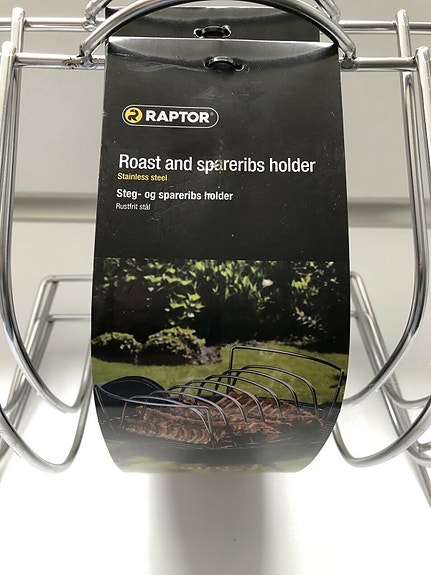 RAPTOR®
Roast and spareribs holder
Stainless steel
Steg- og spareribs holder
Rustfrit stål